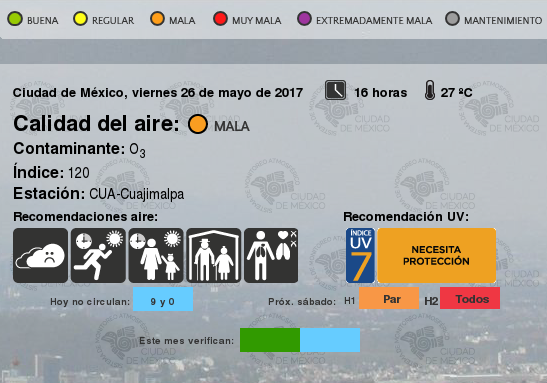 BUENA REGULAR MALA MUY MALA EXTREMADAMENTE MALA MANTENIMIENTO
Ciudad de México, viernes 26 de mayo de 2017 16 horas 27 ºC
Calidad del aire: MALA
Contaminante: O3
Índice: 120
Estación: CUA-Cuajimalpa
Recomendaciones aire: Recomendación UV:
ÍNDICE
UV
7
NECESITA
PROTECCIÓN
Hoy no circulan: 9 y 0 Próx. sábado: H1 Par H2 Todos
Este mes verifican:
CIUDAD
DE MÉXICO